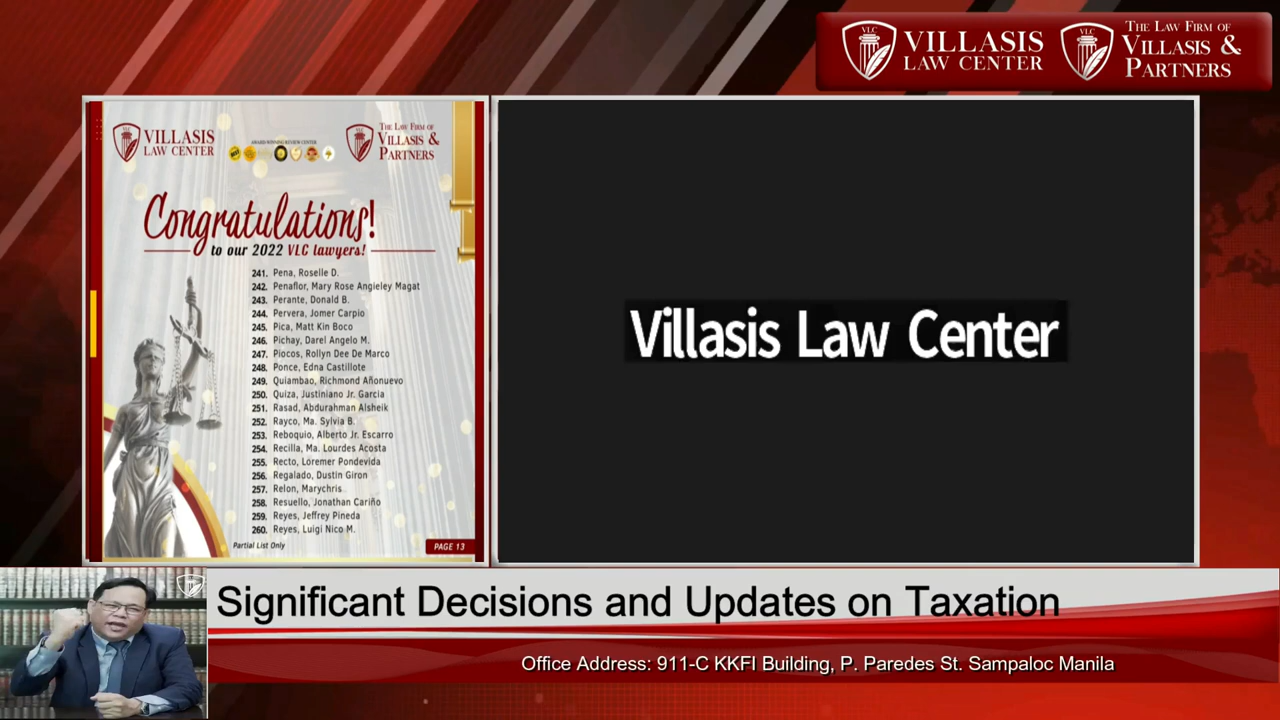 VLC
VILLASIS
LAW CENTER
VLC
THE LAW FIRM OF
VILLASIS &
PARTNERS
VILLASIS
LAW CENTER
AWARD WINNING REVIEW CENTER
THE LAW FIRM OF
VILLASIS &
PARTNERS
Congratulations!
to our 2022 VLC lawyers!
241. Pena, Roselle D.
242. Penaflor, Mary Rose Angieley Magat
243. Perante, Donald B.
244. Pervera, Jomer Carpio
245. Pica, Matt Kin Boco
246. Pichay, Darel Angelo M.
247. Piocos, Rollyn Dee De Marco
248. Ponce, Edna Castillote
249. Quiambao, Richmond Añonuevo
250. Quiza, Justiniano Jr. Garcia
251. Rasad, Abdurahman Alsheik
252. Rayco, Ma. Sylvia B.
253. Reboquio, Alberto Jr. Escarro
254. Recilla, Ma. Lourdes Acosta
255. Recto, Loremer Pondevida
256. Regalado, Dustin Giron
257. Relon, Marychris
258. Resuello, Jonathan Cariño
259. Reyes, Jeffrey Pineda
260. Reyes, Luigi Nico M.
Partial List Only
PAGE 13
Villasis Law Center
Significant Decisions and Updates on Taxation
Office Address: 911-C KKFI Building, P. Paredes St. Sampaloc Manila